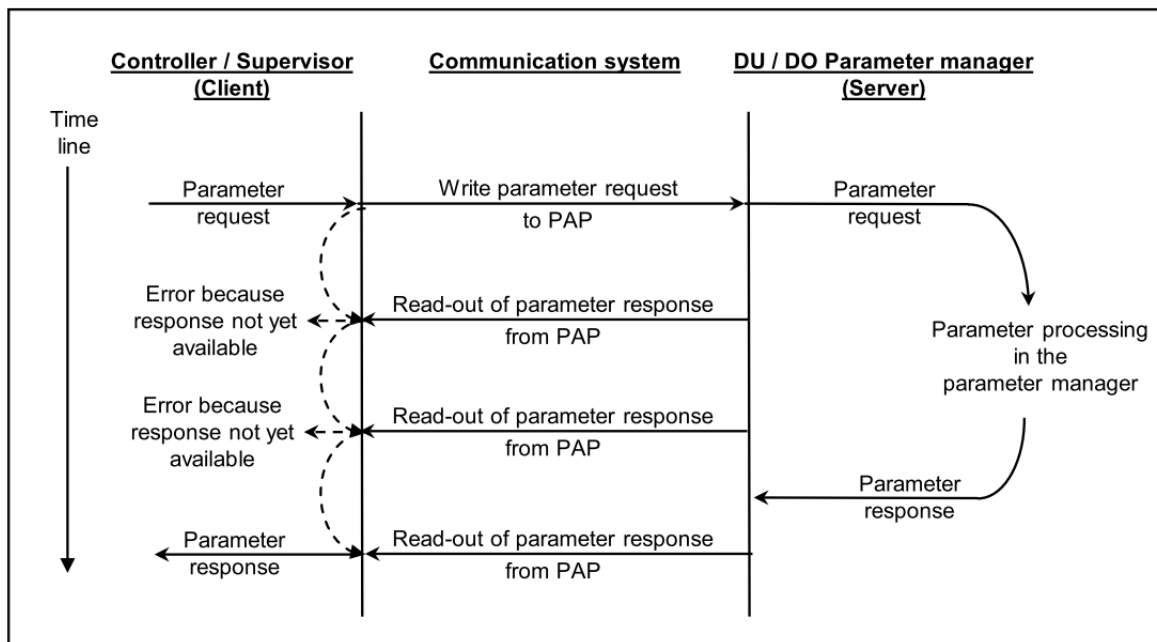 Controller / Supervisor
(Client)
Communication system
DU / DO Parameter manager
(Server)
Time
line
Parameter
request
Write parameter request
to PAP
Parameter
request
Error because
response not yet
available
Read-out of parameter response
from PAP
Parameter processing
in the
parameter manager
Error because
response not yet
available
Read-out of parameter response
from PAP
Parameter
response
Parameter
response
Read-out of parameter response
from PAP